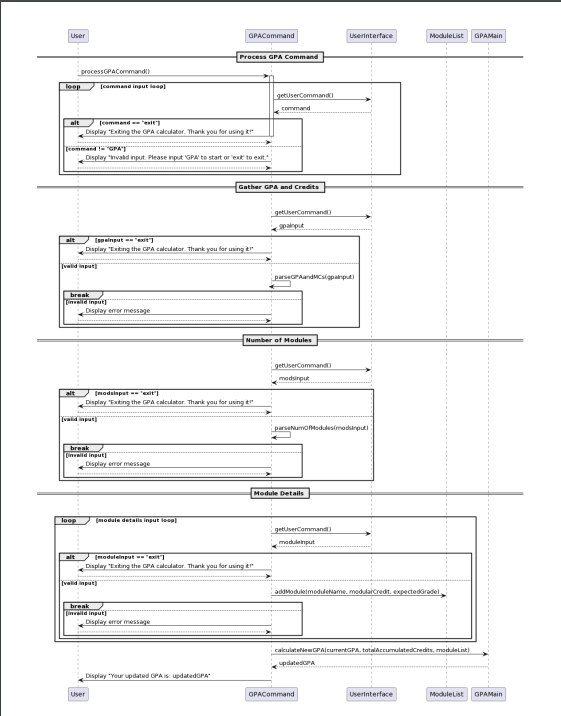 User GPACommand UserInterface ModuleList GPAMain
Process GPA Command
processGPACommand()
loop [command input loop]
getUserCommand()
command
alt [command == "exit"]
Display "Exiting the GPA calculator. Thank you for using it!"
[command != "GPA"]
Display "Invalid input. Please input 'GPA' to start or 'exit' to exit."
Gather GPA and Credits
getUserCommand()
gpaInput
alt [gpaInput == "exit"]
Display "Exiting the GPA calculator. Thank you for using it!"
[valid input]
parseGPAandMCs(gpaInput)
break
[invalid input]
Display error message
Number of Modules
getUserCommand()
modsInput
alt [modsInput == "exit"]
Display "Exiting the GPA calculator. Thank you for using it!"
[valid input]
parseNumOfModules(modsInput)
break
[invalid input]
Display error message
Module Details
loop [module details input loop]
getUserCommand()
moduleInput
alt [moduleInput == "exit"]
Display "Exiting the GPA calculator. Thank you for using it!"
[valid input]
addModule(moduleName, modularCredit, expectedGrade)
break
[invalid input]
Display error message
calculateNewGPA(currentGPA, totalAccumulatedCredits, moduleList)
updatedGPA
Display "Your updated GPA is: updatedGPA"
User GPACommand UserInterface ModuleList GPAMain